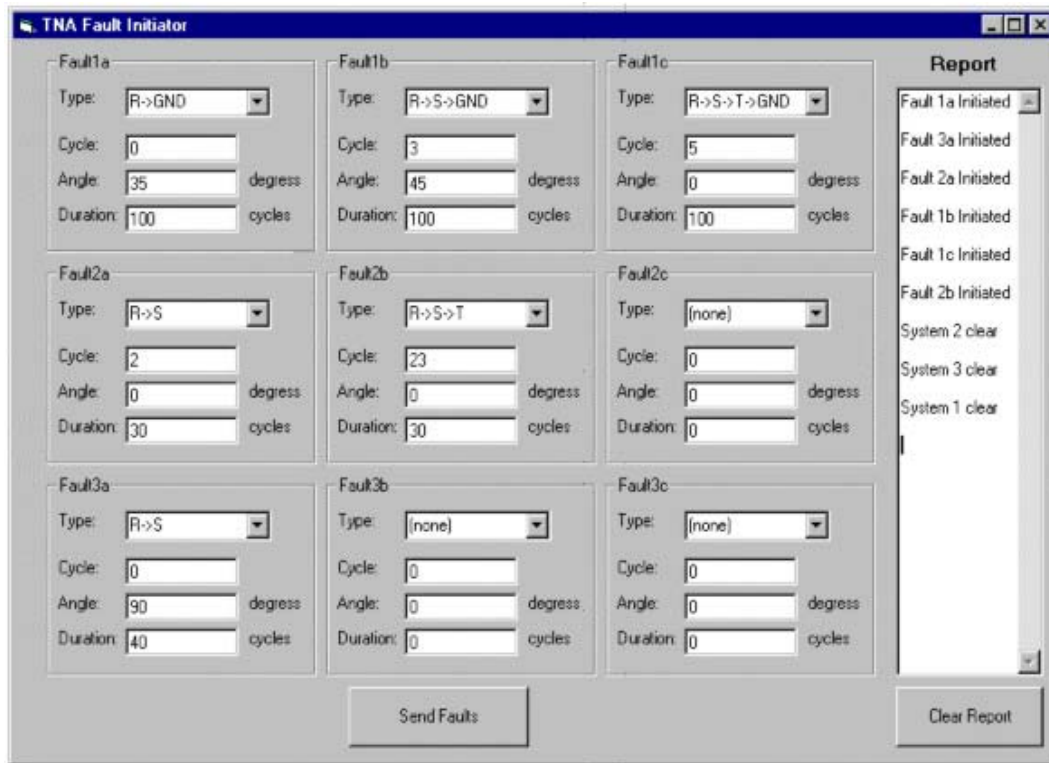 TNA Fault Initiator
Fault1a
Type: R->GND
Cycle: 0
Angle: 35 degress
Duration: 100 cycles
Fault1b
Type: R->S->GND
Cycle: 3
Angle: 45 degress
Duration: 100 cycles
Fault1c
Type: R->S->T->GND
Cycle: 5
Angle: 0 degress
Duration: 100 cycles
Fault2a
Type: R->S
Cycle: 2
Angle: 0 degress
Duration: 30 cycles
Fault2b
Type: R->S->T
Cycle: 23
Angle: 0 degress
Duration: 30 cycles
Fault2c
Type: (none)
Cycle: 0
Angle: 0 degress
Duration: 0 cycles
Fault3a
Type: R->S
Cycle: 0
Angle: 90 degress
Duration: 40 cycles
Fault3b
Type: (none)
Cycle: 0
Angle: 0 degress
Duration: 0 cycles
Fault3c
Type: (none)
Cycle: 0
Angle: 0 degress
Duration: 0 cycles
Send Faults
Report
Fault 1a Initiated
Fault 3a Initiated
Fault 2a Initiated
Fault 1b Initiated
Fault 1c Initiated
Fault 2b Initiated
System 2 clear
System 3 clear
System 1 clear
Clear Report